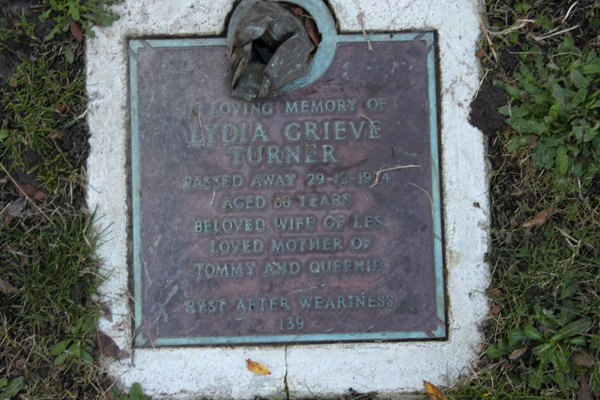 IN LOVING MEMORY OF
LYDIA GRIEVE
TURNER
PASSED AWAY
AGED YEARS
BELOVED WIFE OF LES
LOVED MOTHER OF
TOMMY AND QUEENIE
REST AFTER WEARINESS
139